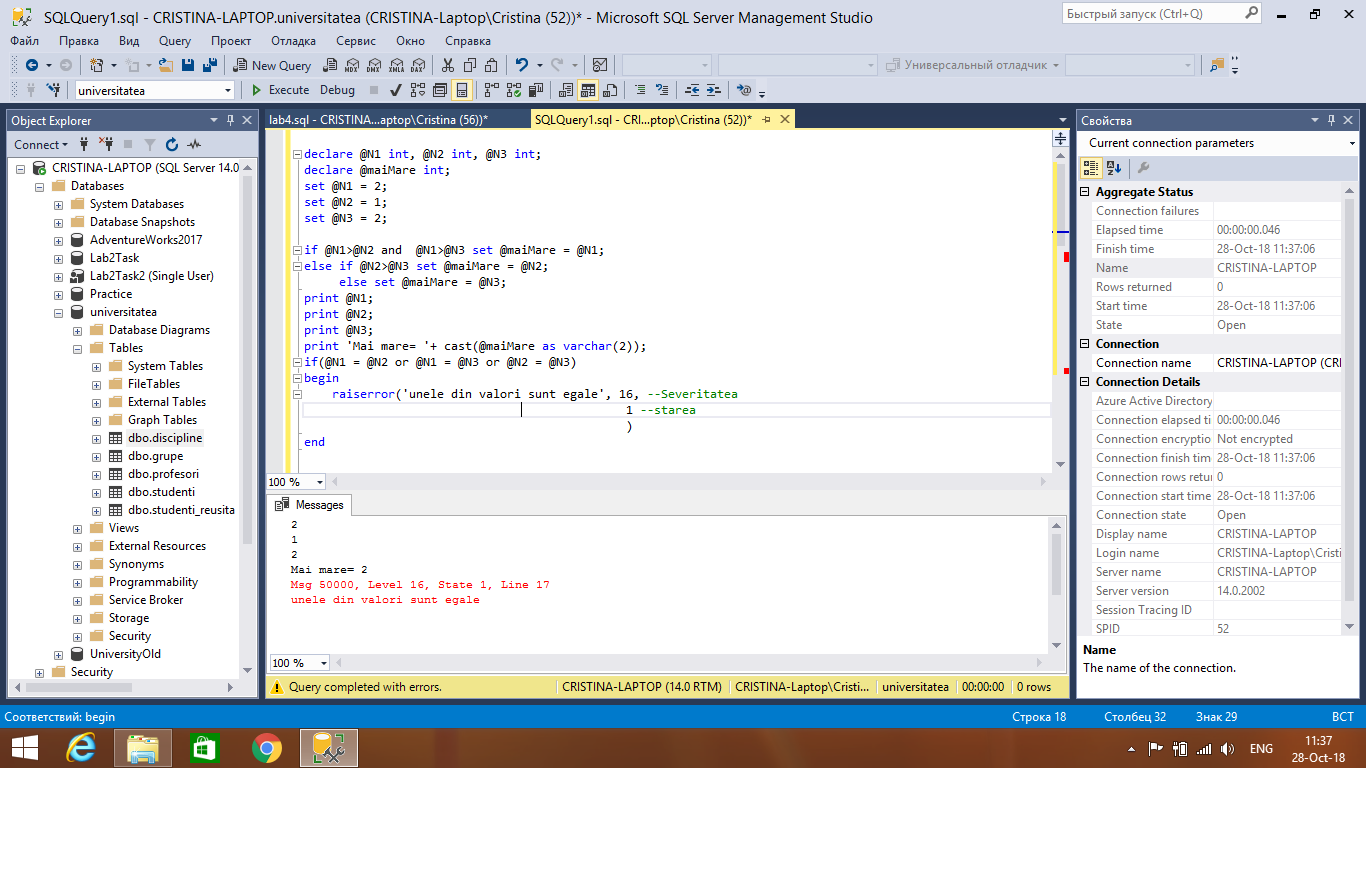 SQLQuery1.sql - CRISTINA-LAPTOP.universitatea (CRISTINA-Laptop\Cristina (52))* - Microsoft SQL Server Management Studio
Быстрый запуск (Ctrl+Q)
Файл Правка Вид Query Проект Отладка Сервис Окно Справка
New Query MDX DMX XMLA DAX Универсальный отладчик
universitatea Execute Debug
Object Explorer
Connect
CRISTINA-LAPTOP (SQL Server 14.0
Databases
System Databases
Database Snapshots
AdventureWorks2017
Lab2Task
Lab2Task2 (Single User)
Practice
universitatea
Database Diagrams
Tables
System Tables
FileTables
External Tables
Graph Tables
dbo.discipline
dbo.grupe
dbo.profesori
dbo.studenti
dbo.studenti_reusita
Views
External Resources
Synonyms
Programmability
Service Broker
Storage
Security
UniversityOld
Security
lab4.sql - CRISTINA...aptop\Cristina (56))*
SQLQuery1.sql - CRI...ptop\Cristina (52))*
declare @N1 int, @N2 int, @N3 int;
declare @maiMare int;
set @N1 = 2;
set @N2 = 1;
set @N3 = 2;
if @N1>@N2 and  @N1>@N3 set @maiMare = @N1;
else if @N2>@N3 set @maiMare = @N2;
else set @maiMare = @N3;
print @N1;
print @N2;
print @N3;
print 'Mai mare= '+ cast(@maiMare as varchar(2));
if(@N1 = @N2 or @N1 = @N3 or @N2 = @N3)
begin
raiserror('unele din valori sunt egale', 16, --Severitatea
1 --starea
)
end
100 %
Messages
2
1
2
Mai mare= 2
Msg 50000, Level 16, State 1, Line 17
unele din valori sunt egale
100 %
Query completed with errors. CRISTINA-LAPTOP (14.0 RTM) CRISTINA-Laptop\Cristi... universitatea 00:00:00 0 rows
Свойства
Current connection parameters
Aggregate Status
Connection failures
Elapsed time 00:00:00.046
Finish time 28-Oct-18 11:37:06
Name CRISTINA-LAPTOP
Rows returned 0
Start time 28-Oct-18 11:37:06
State Open
Connection
Connection name CRISTINA-LAPTOP (CRI
Connection Details
Azure Active Directory
Connection elapsed ti 00:00:00.046
Connection encryptio Not encrypted
Connection finish tim 28-Oct-18 11:37:06
Connection rows retur 0
Connection start time 28-Oct-18 11:37:06
Connection state Open
Display name CRISTINA-LAPTOP
Login name CRISTINA-Laptop\Cristi
Server name CRISTINA-LAPTOP
Server version 14.0.2002
Session Tracing ID
SPID 52
Name
The name of the connection.
Соответствий: begin Строка 18 Столбец 32 Знак 29 ВСТ
ENG
11:37
28-Oct-18